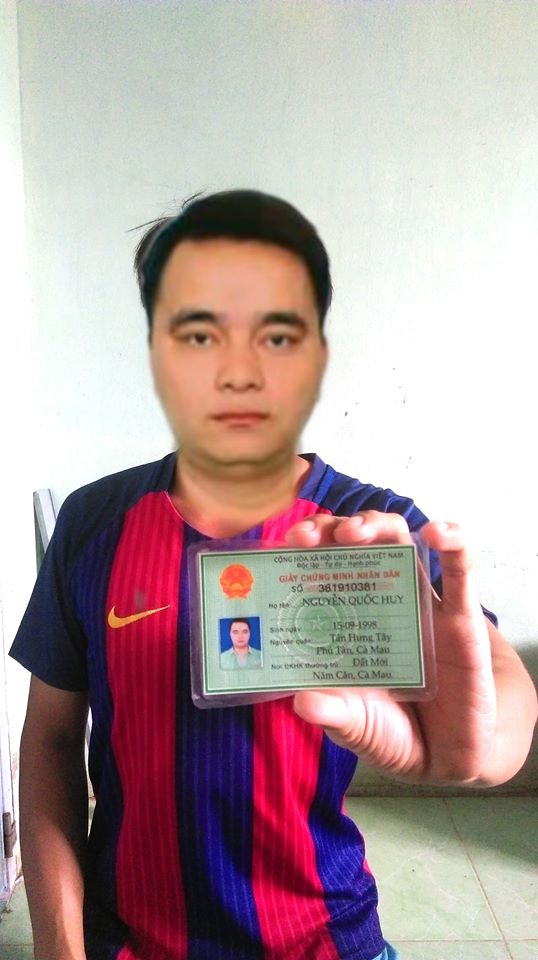 CỘNG HÒA XÃ HỘI CHỦ NGHĨA VIỆT NAM
Độc lập - Tự do - Hạnh phúc
GIẤY CHỨNG MINH NHÂN DÂN
SỐ 381910381
Họ tên: NGUYỄN QUỐC HUY
Sinh ngày: 15-09-1998
Nguyên quán: Tân Hưng Tây
Phú Tân, Cà Mau
Nơi ĐKHK thường trú: Đất Mới
Năm Căn, Cà Mau